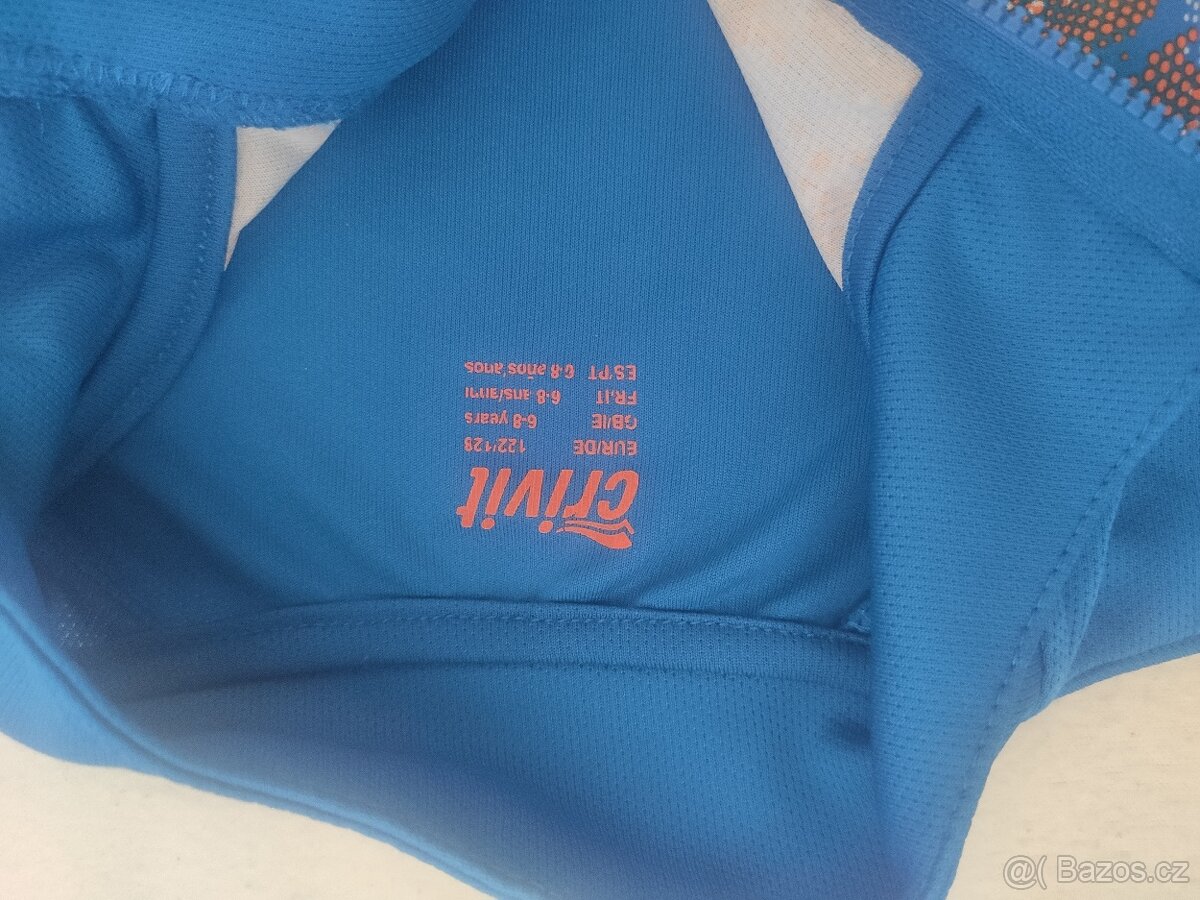 crivit
EUR/DE 122/128
GB/IE 6-8 years
FR/IT 6-8 ans/anni
ES/PT 6-8 años/anos
@( Bazos.cz